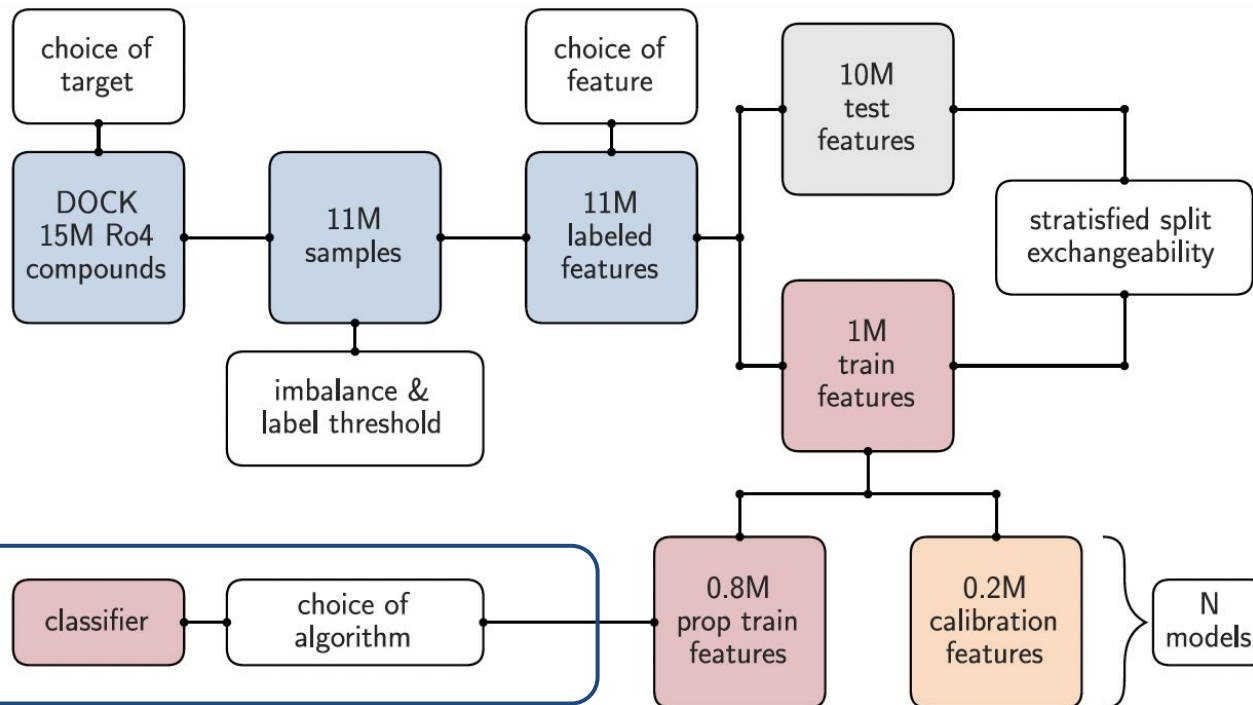 choice of
target
choice of
feature
10M
test
features
DOCK
15M Ro4
compounds
11M
samples
11M
labeled
features
stratisfied split
exchangeability
imbalance &
label threshold
1M
train
features
classifier
choice of
algorithm
0.8M
prop train
features
0.2M
calibration
features
N
models